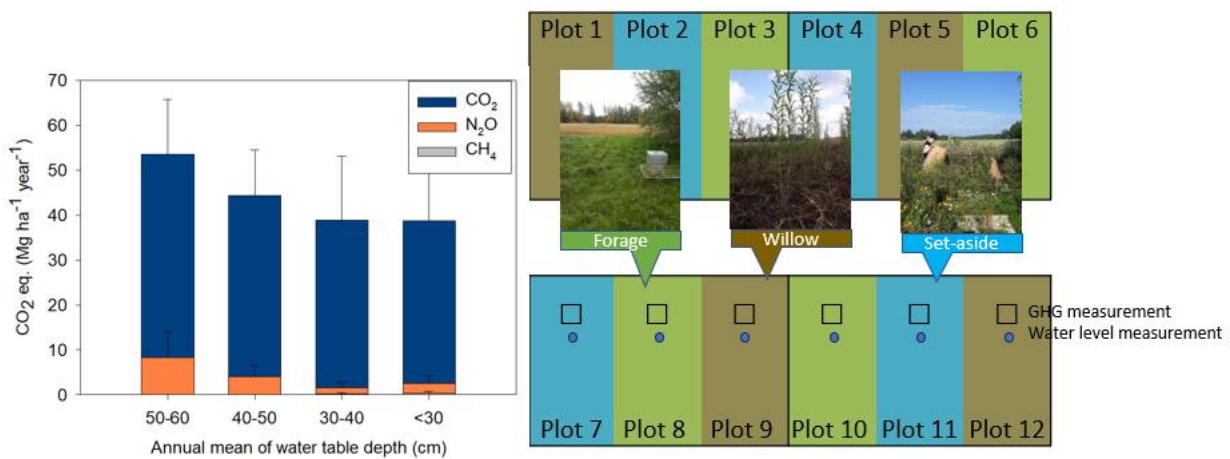 70
60
50
40
30
20
10
0
CO₂ eq. (Mg ha⁻¹ year⁻¹)
CO₂
N₂O
CH₄
50-60 40-50 30-40 <30
Annual mean of water table depth (cm)
Plot 1 Plot 2 Plot 3 Plot 4 Plot 5 Plot 6
Forage Willow Set-aside
GHG measurement
Water level measurement
Plot 7 Plot 8 Plot 9 Plot 10 Plot 11 Plot 12